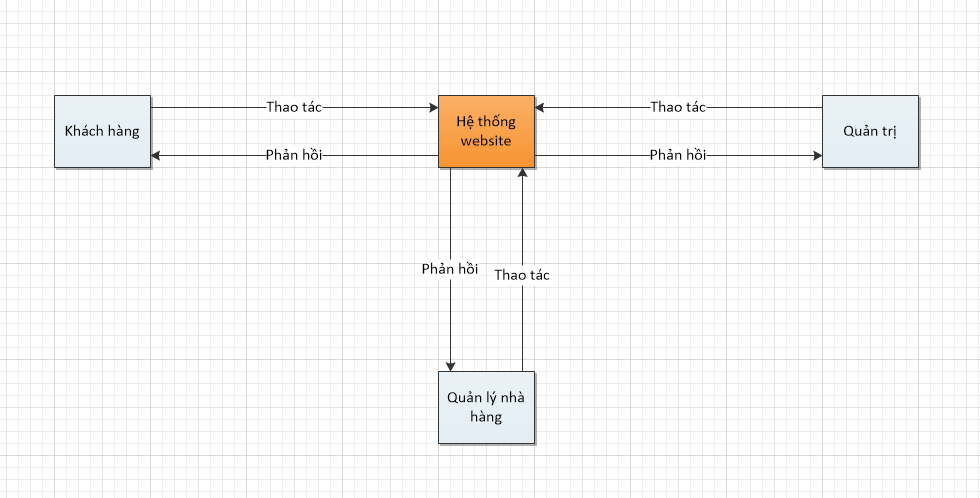 Thao tác
Thao tác
Khách hàng
Hệ thống
website
Quản trị
Phản hồi
Phản hồi
Phản hồi
Thao tác
Quản lý nhà
hàng